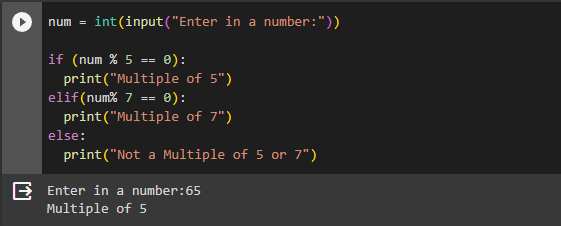 num = int(input("Enter in a number:"))
if (num % 5 == 0):
  print("Multiple of 5")
elif(num% 7 == 0):
  print("Multiple of 7")
else:
  print("Not a Multiple of 5 or 7")
Enter in a number:65
Multiple of 5